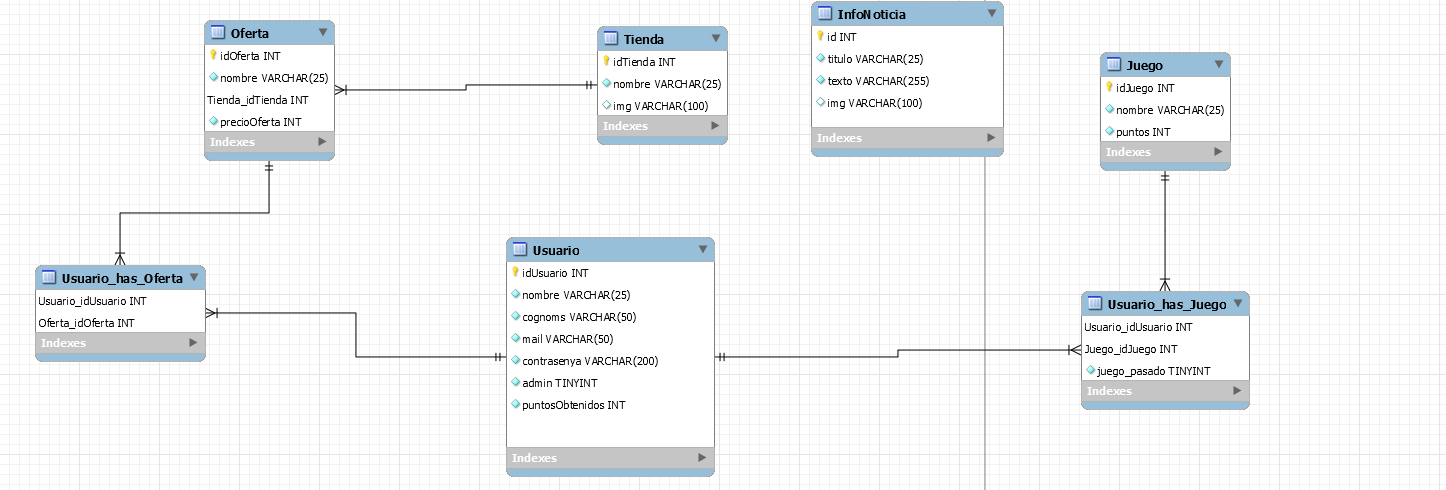 Oferta
idOferta INT
nombre VARCHAR(25)
Tienda_idTienda INT
precioOferta INT
Indexes
Tienda
idTienda INT
nombre VARCHAR(25)
img VARCHAR(100)
Indexes
InfoNoticia
id INT
titulo VARCHAR(25)
texto VARCHAR(255)
img VARCHAR(100)
Indexes
Juego
idJuego INT
nombre VARCHAR(25)
puntos INT
Indexes
Usuario_has_Oferta
Usuario_idUsuario INT
Oferta_idOferta INT
Indexes
Usuario
idUsuario INT
nombre VARCHAR(25)
cognoms VARCHAR(50)
mail VARCHAR(50)
contrasenya VARCHAR(200)
admin TINYINT
puntosObtenidos INT
Indexes
Usuario_has_Juego
Usuario_idUsuario INT
Juego_idJuego INT
juego_pasado TINYINT
Indexes